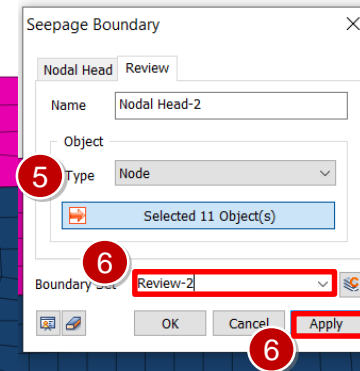 Seepage Boundary
Nodal Head Review
Name Nodal Head-2
Object
5 Type Node
Selected 11 Object(s)
6
Boundary Set Review-2
OK Cancel Apply
6